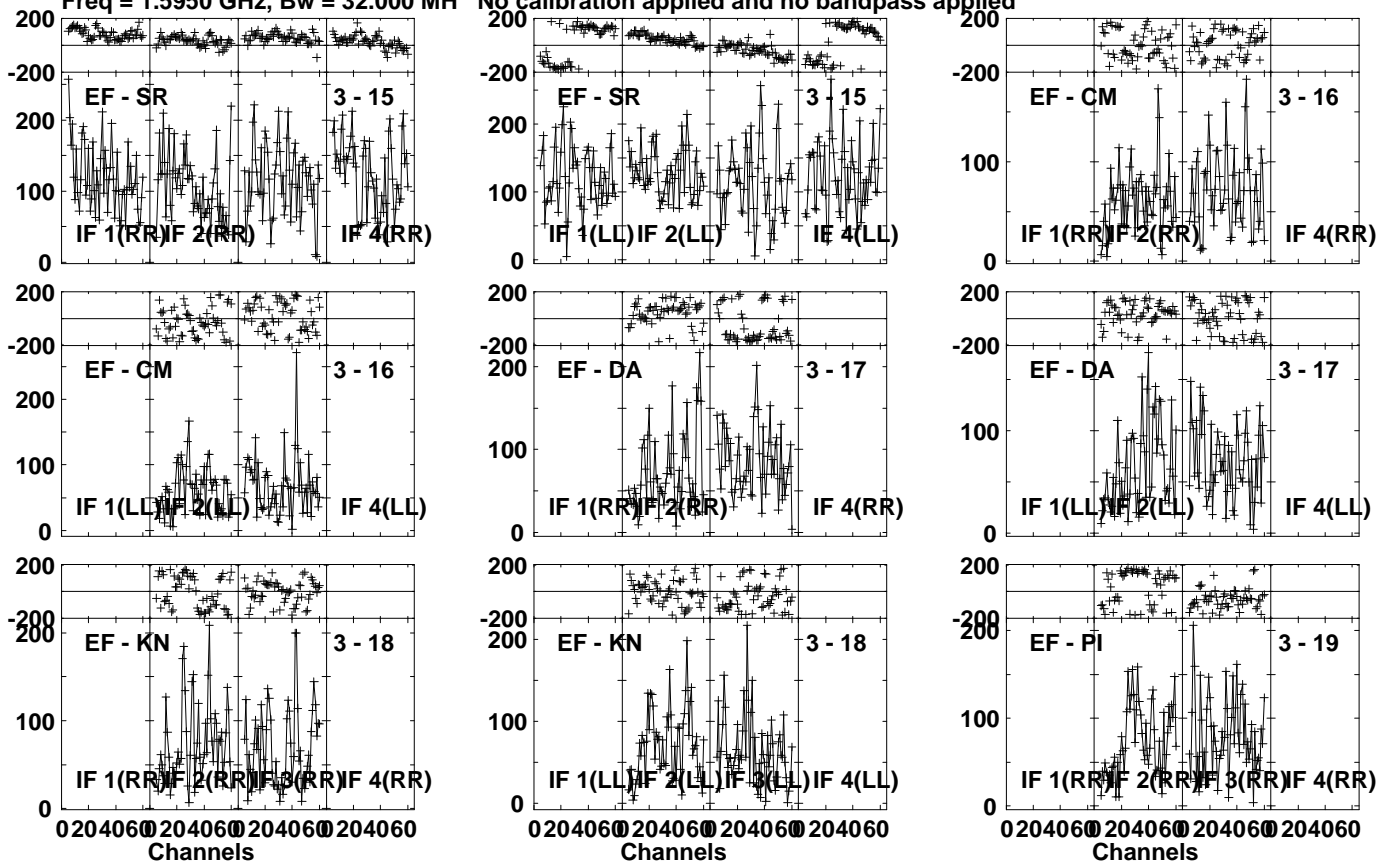 Freq = 1.5950 GHz, Bw = 32.000 MH No calibration applied and no bandpass applied
200 200 200
-200 -200 -200
EF - SR 3 - 15 EF - SR 3 - 15 EF - CM 3 - 16
200 200
100 100 100
IF 1(RR) IF 2(RR) IF 4(RR) IF 1(LL) IF 2(LL) IF 4(LL) IF 1(RR) IF 2(RR) IF 4(RR)
0 0 0
200 200 200
-200 -200 -200
EF - CM 3 - 16 EF - DA 3 - 17 EF - DA 3 - 17
200 200
100 100 100
IF 1(LL) IF 2(LL) IF 4(LL) IF 1(RR) IF 2(RR) IF 4(RR) IF 1(LL) IF 2(LL) IF 4(LL)
0 0 0
200 200 200
-200 -200 -200
200 200 200
EF - KN 3 - 18 EF - KN 3 - 18 EF - PI 3 - 19
100 100 100
IF 1(RR) IF 2(RR) IF 3(RR) IF 4(RR) IF 1(LL) IF 2(LL) IF 3(LL) IF 4(LL) IF 1(RR) IF 2(RR) IF 3(RR) IF 4(RR)
0 0 0
0 20 40 60 0 20 40 60 0 20 40 60 0 20 40 60 0 20 40 60 0 20 40 60 0 20 40 60 0 20 40 60 0 20 40 60 0 20 40 60 0 20 40 60 0 20 40 60
Channels Channels Channels